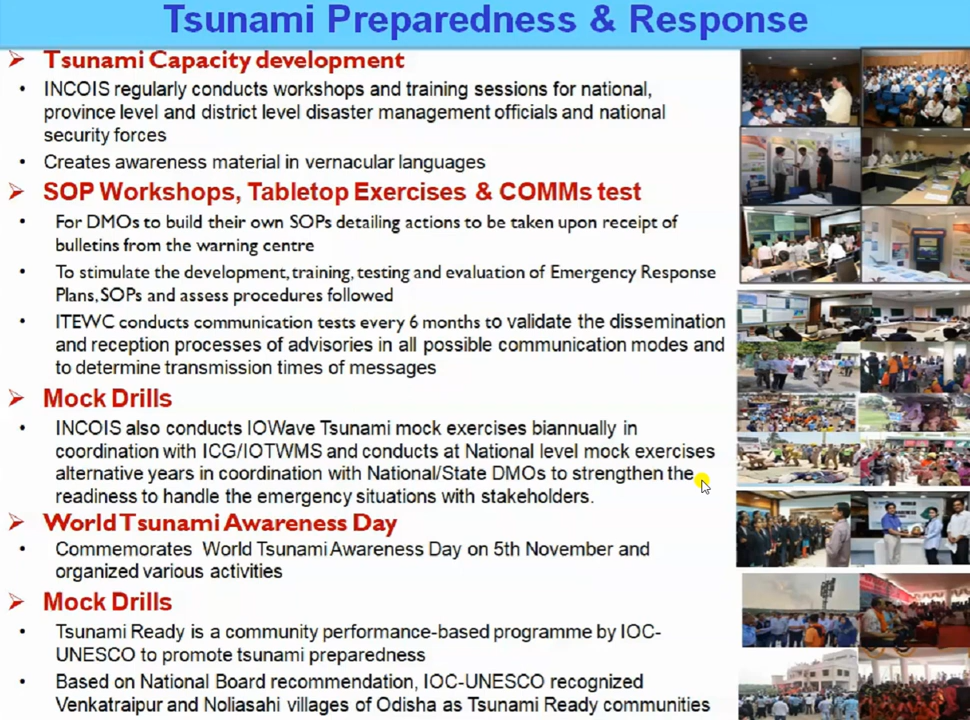 Tsunami Preparedness & Response
➢ Tsunami Capacity development
• INCOIS regularly conducts workshops and training sessions for national,
province level and district level disaster management officials and national
security forces
• Creates awareness material in vernacular languages
➢ SOP Workshops, Tabletop Exercises & COMMs test
• For DMOs to build their own SOPs detailing actions to be taken upon receipt of
bulletins from the warning centre
• To stimulate the development, training, testing and evaluation of Emergency Response
Plans, SOPs and assess procedures followed
• ITEWC conducts communication tests every 6 months to validate the dissemination
and reception processes of advisories in all possible communication modes and
to determine transmission times of messages
➢ Mock Drills
• INCOIS also conducts IOWave Tsunami mock exercises biannually in
coordination with ICG/IOTWMS and conducts at National level mock exercises
alternative years in coordination with National/State DMOs to strengthen the
readiness to handle the emergency situations with stakeholders.
➢ World Tsunami Awareness Day
• Commemorates World Tsunami Awareness Day on 5th November and
organized various activities
➢ Mock Drills
• Tsunami Ready is a community performance-based programme by IOC-
UNESCO to promote tsunami preparedness
• Based on National Board recommendation, IOC-UNESCO recognized
Venkatraipur and Noliasahi villages of Odisha as Tsunami Ready communities